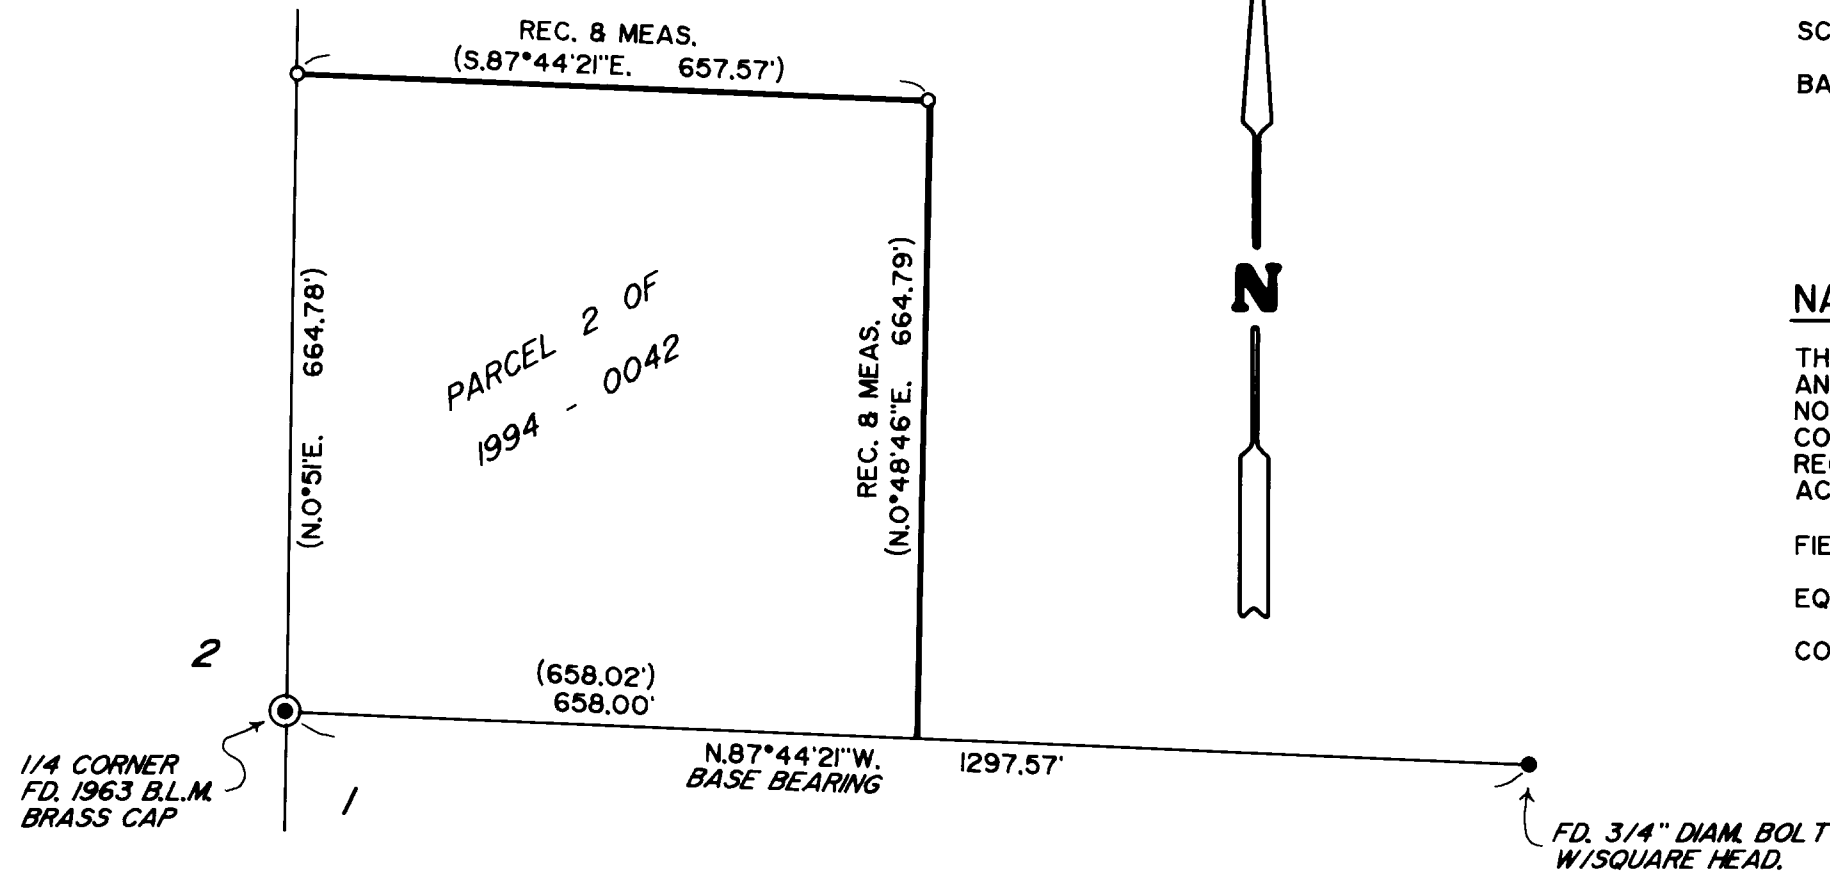 REC. & MEAS.
(S.87°44'21"E. 657.57')
(N.0°51'E. 664.78')
PARCEL 2 OF
1994 - 0042
REC. & MEAS.
(N.0°48'46"E. 664.79')
N
2
(658.02')
658.00'
N.87°44'21"W. 1297.57'
BASE BEARING
1/4 CORNER
FD. 1963 B.L.M.
BRASS CAP
1
FD. 3/4" DIAM. BOLT
W/SQUARE HEAD.
SC
BA
NA
TH
AN
NO
CO
RE
AC
FIE
EQ
CO